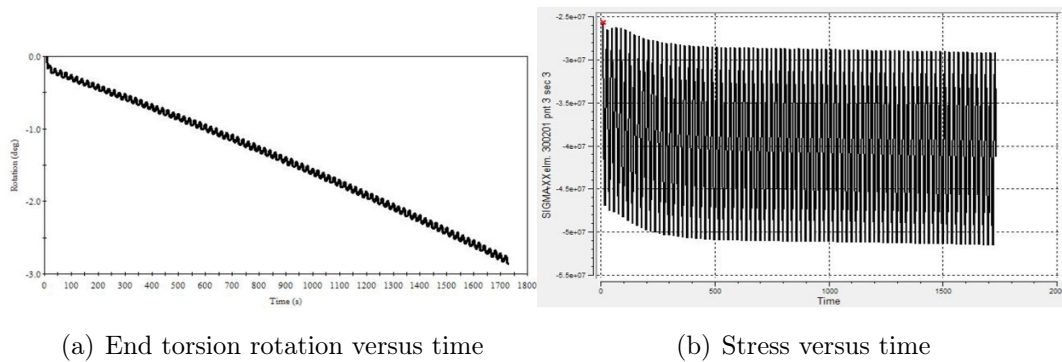 0.0
-1.0
-2.0
-3.0
Rotation (deg)
0 100 200 300 400 500 600 700 800 900 1000 1100 1200 1300 1400 1500 1600 1700 1800
Time (s)
-2.5e+07
-3e+07
-3.5e+07
-4e+07
-4.5e+07
-5e+07
-5.5e+07
SIGMA-XX elm. 300201 pnt 3 sec 3
0 500 1000 1500 200
Time
(a) End torsion rotation versus time
(b) Stress versus time